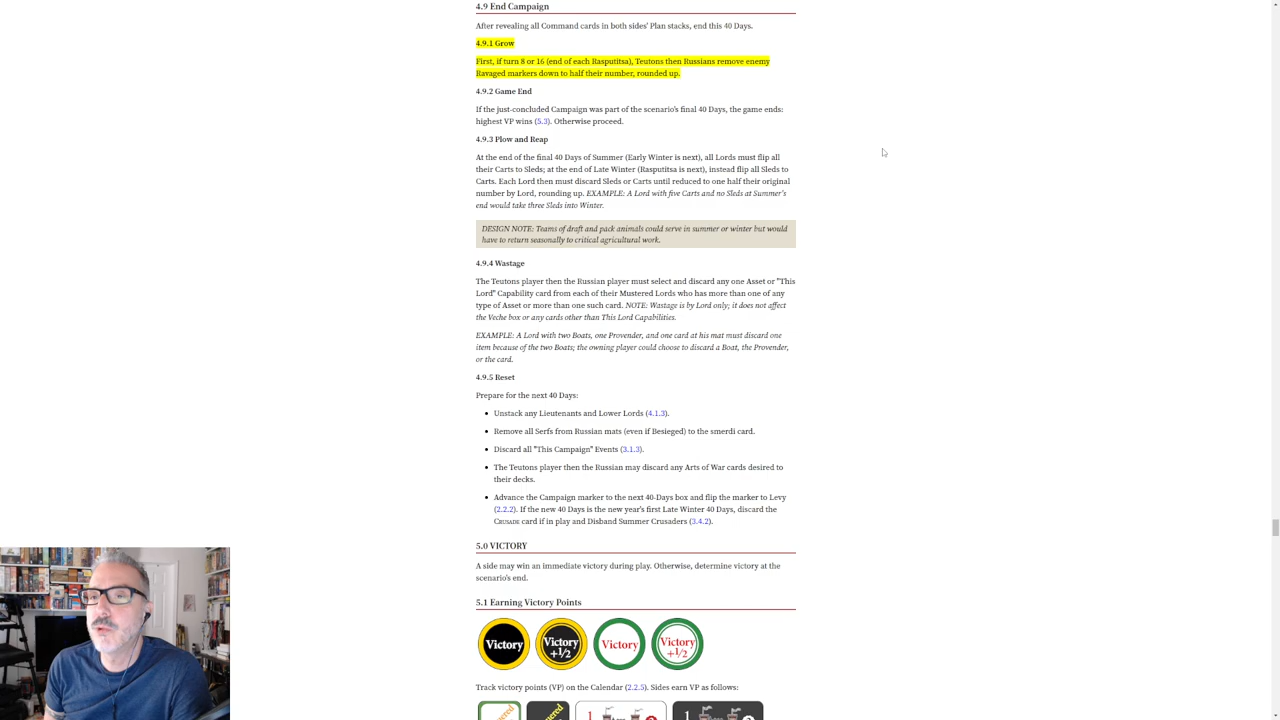 4.9 End Campaign
After revealing all Command cards in both sides' Plan stacks, end this 40 Days.
4.9.1 Grow
First, if turn 8 or 16 (end of each Rasputitsa), Teutons then Russians remove enemy
Ravaged markers down to half their number, rounded up.
4.9.2 Game End
If the just-concluded Campaign was part of the scenario's final 40 Days, the game ends:
highest VP wins (5.3). Otherwise proceed.
4.9.3 Plow and Reap
At the end of the final 40 Days of Summer (Early Winter is next), all Lords must flip all
their Carts to Sleds; at the end of Late Winter (Rasputitsa is next), instead flip all Sleds to
Carts. Each Lord then must discard Sleds or Carts until reduced to one half their original
number by Lord, rounding up. EXAMPLE: A Lord with five Carts and no Sleds at Summer's
end would take three Sleds into Winter.
DESIGN NOTE: Teams of draft and pack animals could serve in summer or winter but would
have to return seasonally to critical agricultural work.
4.9.4 Wastage
The Teutons player then the Russian player must select and discard any one Asset or "This
Lord" Capability card from each of their Mustered Lords who has more than one of any
type of Asset or more than one such card. NOTE: Wastage is by Lord only; it does not affect
the Veche box or any cards other than This Lord Capabilities.
EXAMPLE: A Lord with two Boats, one Provender, and one card at his mat must discard one
item because of the two Boats; the owning player could choose to discard a Boat, the Provender,
or the card.
4.9.5 Reset
Prepare for the next 40 Days:
• Unstack any Lieutenants and Lower Lords (4.1.3).
• Remove all Serfs from Russian mats (even if Besieged) to the smerdi card.
• Discard all "This Campaign" Events (3.1.3).
• The Teutons player then the Russian may discard any Arts of War cards desired to
their decks.
• Advance the Campaign marker to the next 40-Days box and flip the marker to Levy
(2.2.2). If the new 40 Days is the new year's first Late Winter 40 Days, discard the
CRUSADE card if in play and Disband Summer Crusaders (3.4.2).
5.0 VICTORY
A side may win an immediate victory during play. Otherwise, determine victory at the
scenario's end.
5.1 Earning Victory Points
Victory Victory +1/2 Victory Victory +1/2
Track victory points (VP) on the Calendar (2.2.5). Sides earn VP as follows:
1 1